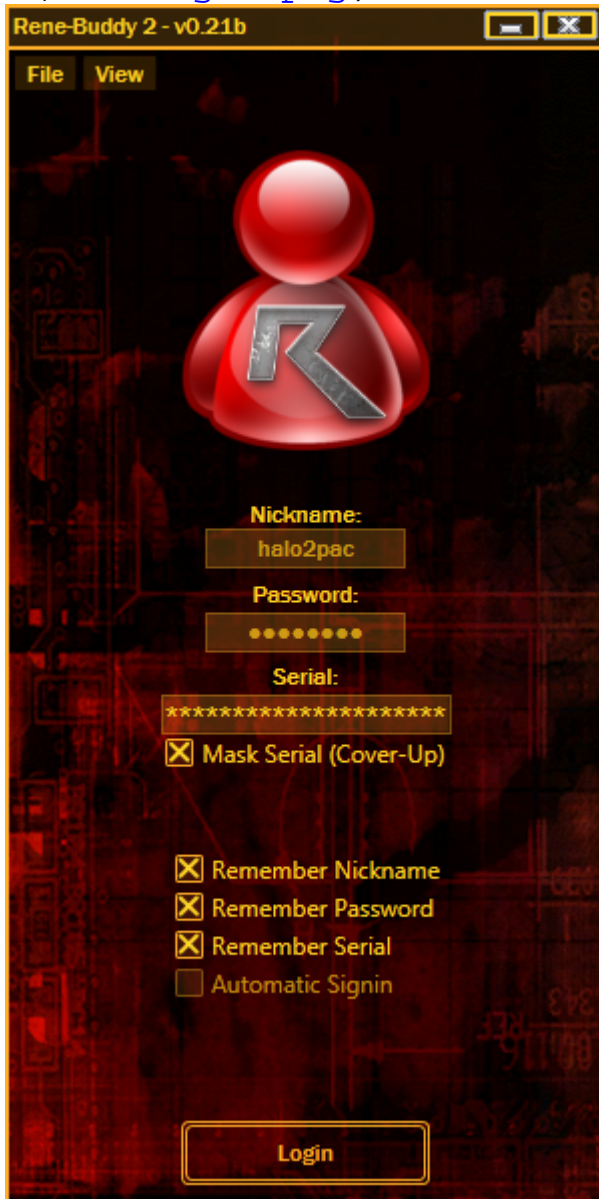 Rene-Buddy 2 - v0.21b
File View
R
Nickname:
halo2pac
Password:
●●●●●●●●
Serial:
*************************
Mask Serial (Cover-Up)
Remember Nickname
Remember Password
Remember Serial
Automatic Signin
Login